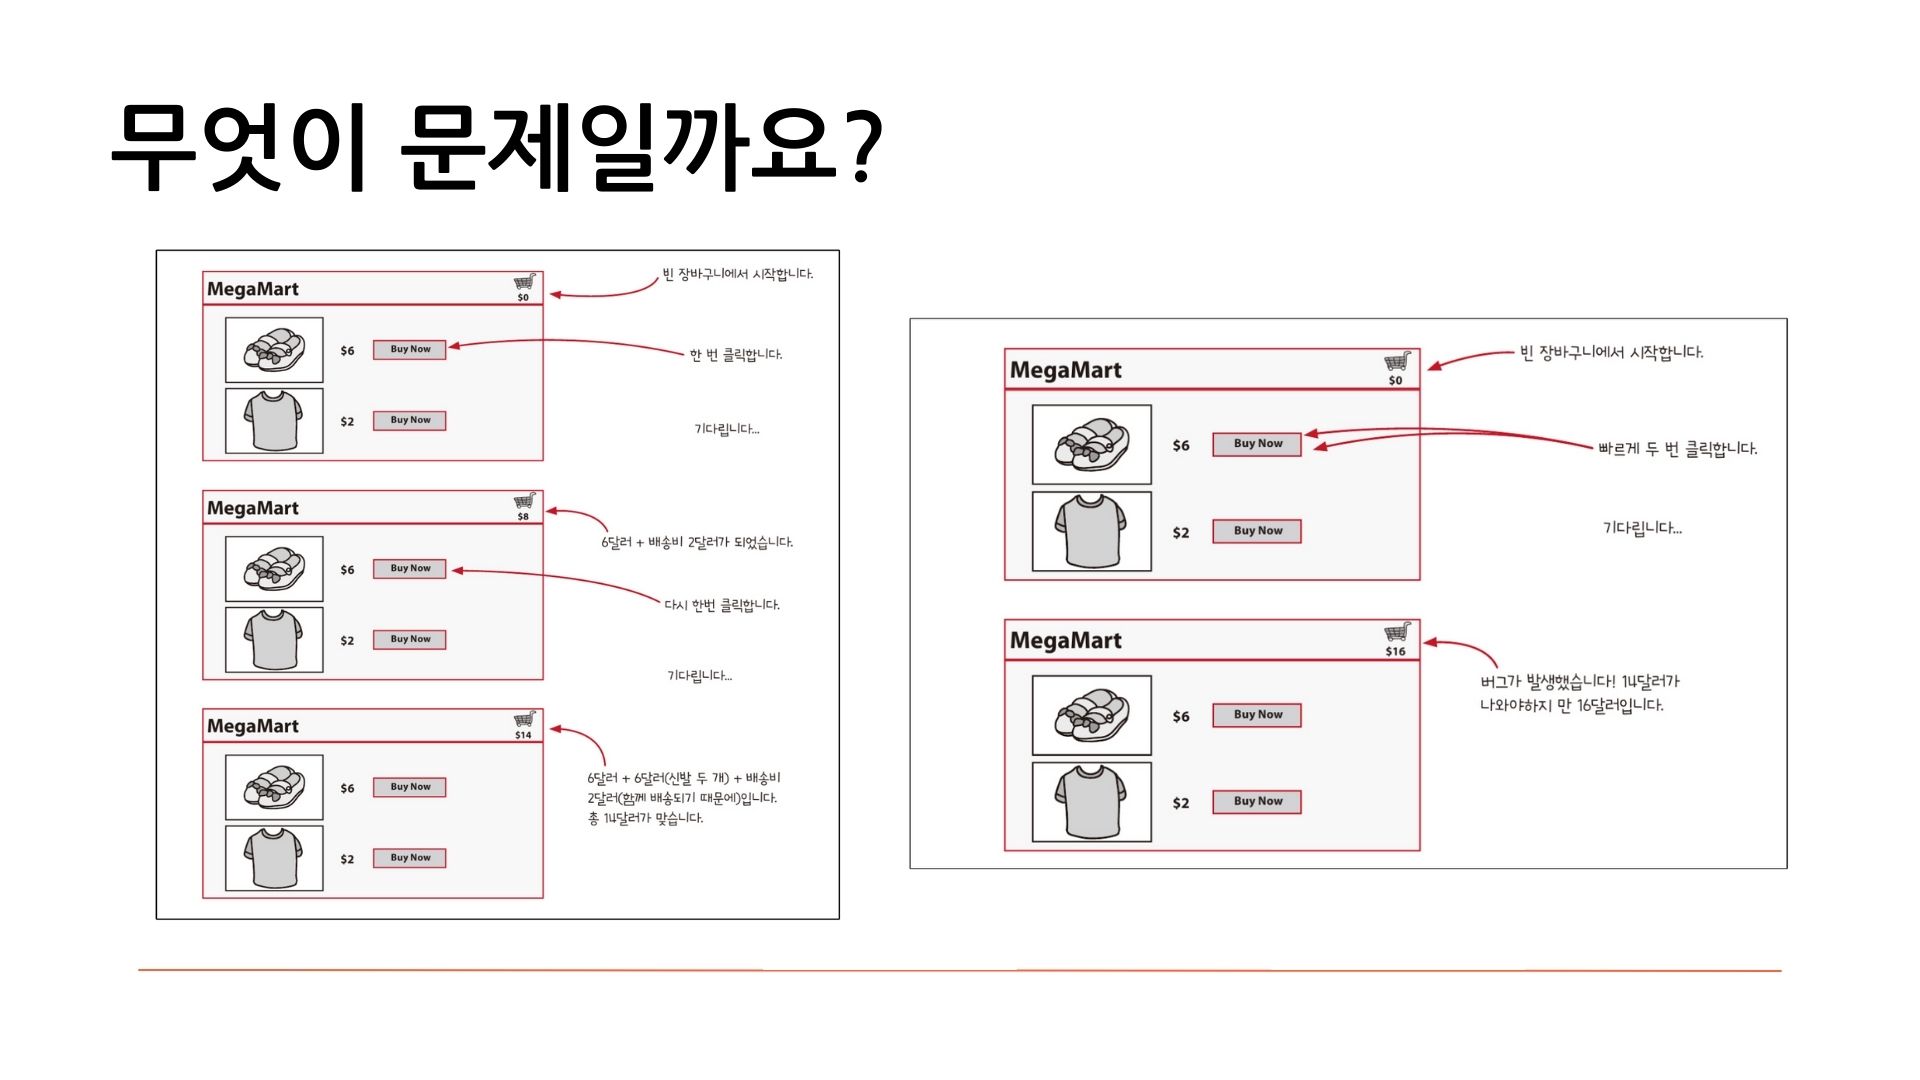 무엇이 문제일까요?
MegaMart
$0
빈 장바구니에서 시작합니다.
$6
Buy Now
한 번 클릭합니다.
$2
Buy Now
기다립니다...
MegaMart
$8
6달러 + 배송비 2달러가 되었습니다.
$6
Buy Now
다시 한번 클릭합니다.
$2
Buy Now
기다립니다...
MegaMart
$14
6달러 + 6달러(신발 두 개) + 배송비
2달러(함께 배송되기 때문에)입니다.
총 14달러가 맞습니다.
$6
Buy Now
$2
Buy Now
MegaMart
$0
빈 장바구니에서 시작합니다.
$6
Buy Now
빠르게 두 번 클릭합니다.
$2
Buy Now
기다립니다...
MegaMart
$16
버그가 발생했습니다! 14달러가
나와야하지 만 16달러입니다.
$6
Buy Now
$2
Buy Now